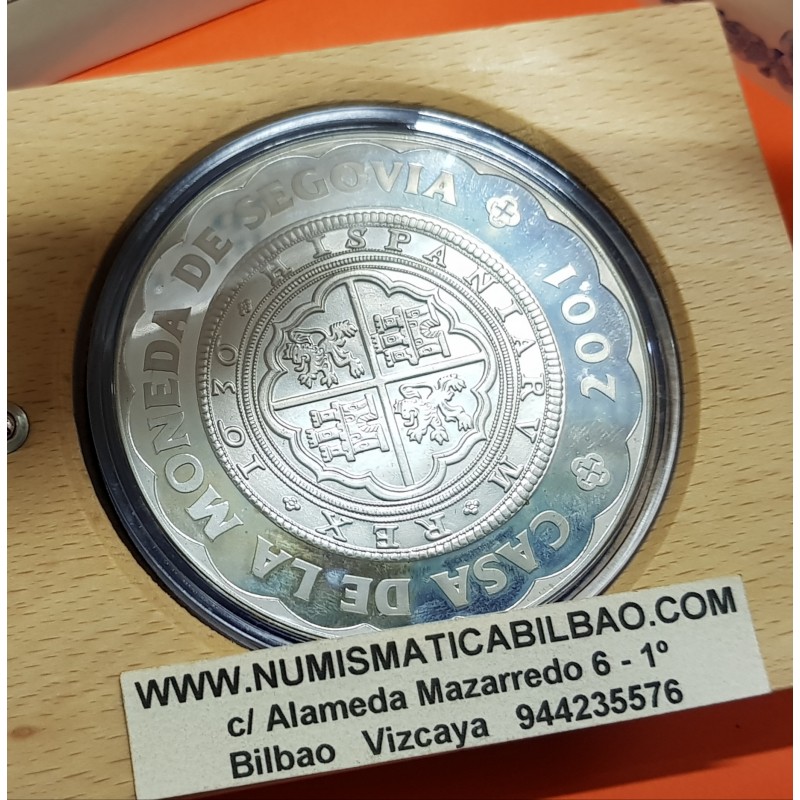 CASA DE LA MONEDA DE SEGOVIA
2001
HISPANIARVM REX
1630
WWW.NUMISMATICABILBAO.COM
c/ Alameda Mazarredo 6 - 1º
Bilbao Vizcaya 944235576